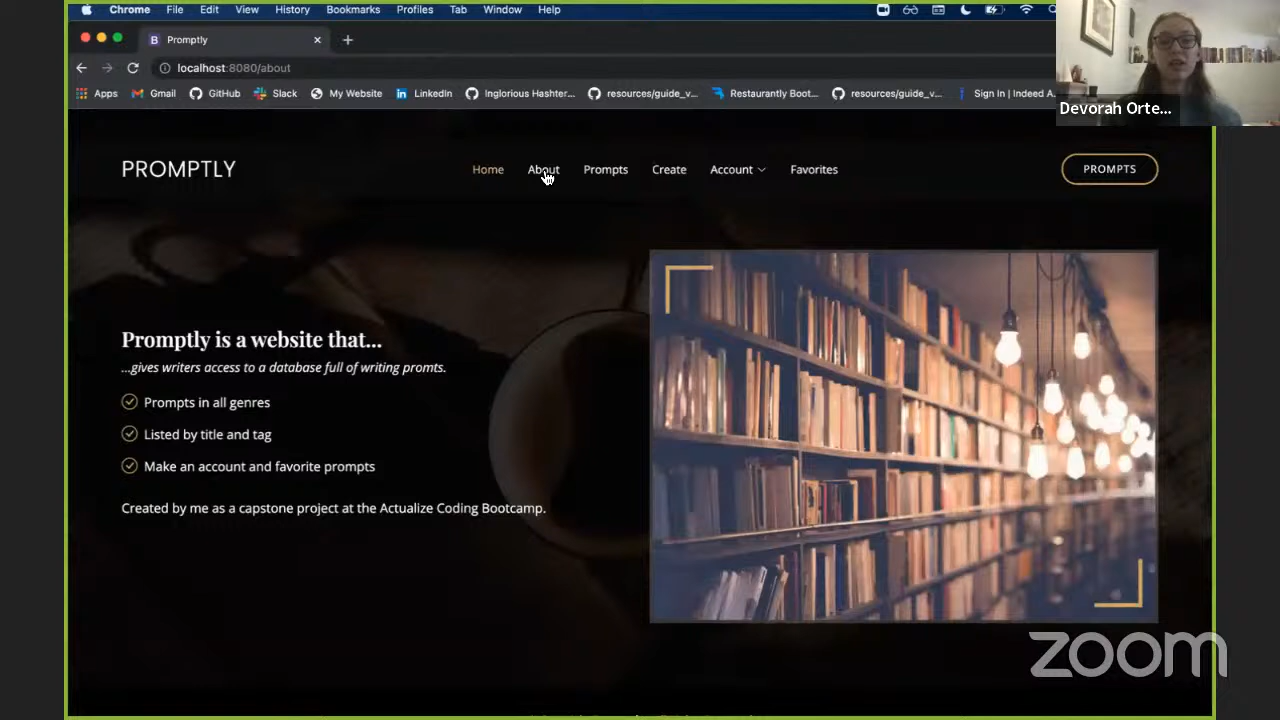 Chrome File Edit View History Bookmarks Profiles Tab Window Help
Promptly
localhost:8080/about
Apps Gmail GitHub Slack My Website LinkedIn Inglorious Hashter... resources/guide_v... Restaurantly Boot... resources/guide_v... Sign In | Indeed A
Devorah Orte...
PROMPTLY
Home About Prompts Create Account Favorites
PROMPTS
Promptly is a website that...
...gives writers access to a database full of writing promts.
Prompts in all genres
Listed by title and tag
Make an account and favorite prompts
Created by me as a capstone project at the Actualize Coding Bootcamp.
zoom